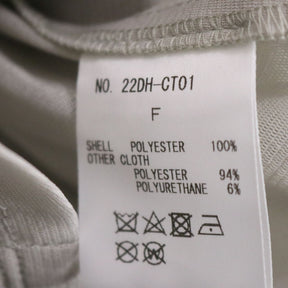 NO. 22DH-CT01
F
SHELL POLYESTER 100%
OTHER CLOTH
POLYESTER 94%
POLYURETHANE 6%